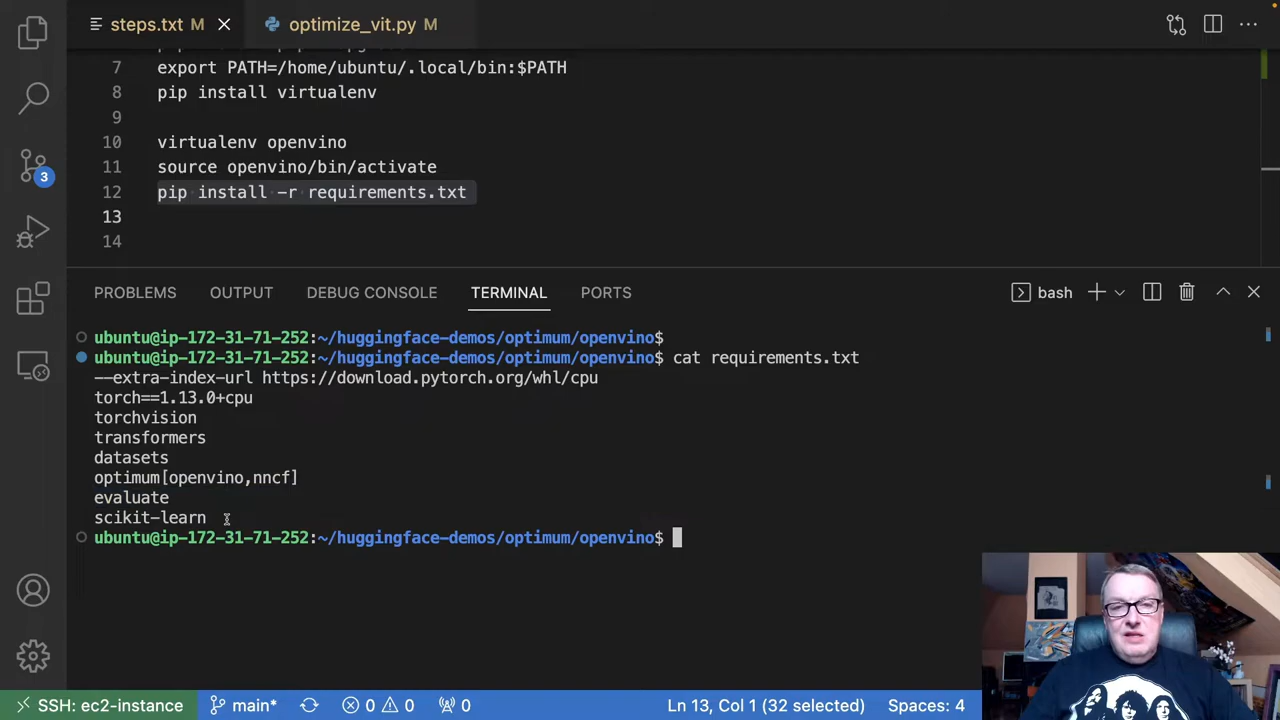 steps.txt M
optimize_vit.py M
7 export PATH=/home/ubuntu/.local/bin:$PATH
8 pip install virtualenv
9
10 virtualenv openvino
11 source openvino/bin/activate
12 pip install -r requirements.txt
13
14
PROBLEMS OUTPUT DEBUG CONSOLE TERMINAL PORTS bash
ubuntu@ip-172-31-71-252:~/huggingface-demos/optimum/openvino$
ubuntu@ip-172-31-71-252:~/huggingface-demos/optimum/openvino$ cat requirements.txt
--extra-index-url https://download.pytorch.org/whl/cpu
torch==1.13.0+cpu
torchvision
transformers
datasets
optimum[openvino,nncf]
evaluate
scikit-learn
ubuntu@ip-172-31-71-252:~/huggingface-demos/optimum/openvino$
3
SSH: ec2-instance main* 0 0 0 Ln 13, Col 1 (32 selected) Spaces: 4